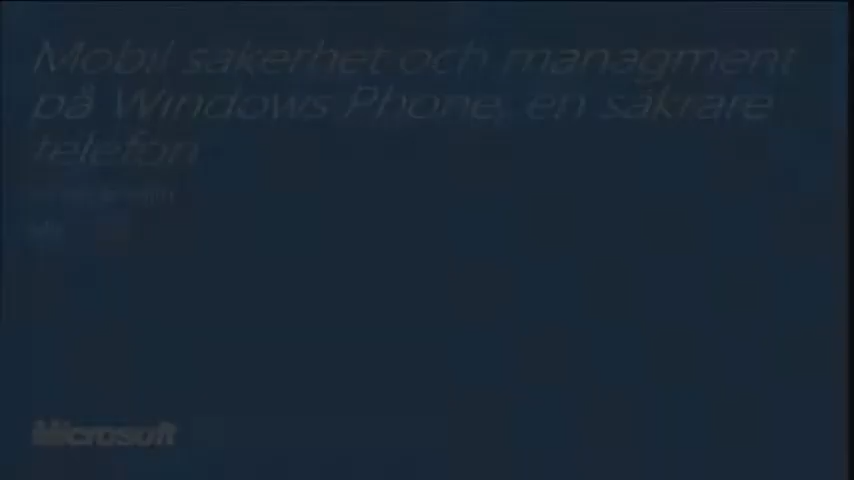 Mobil säkerhet och managment
på Windows Phone, en säkrare
telefon
Microsoft